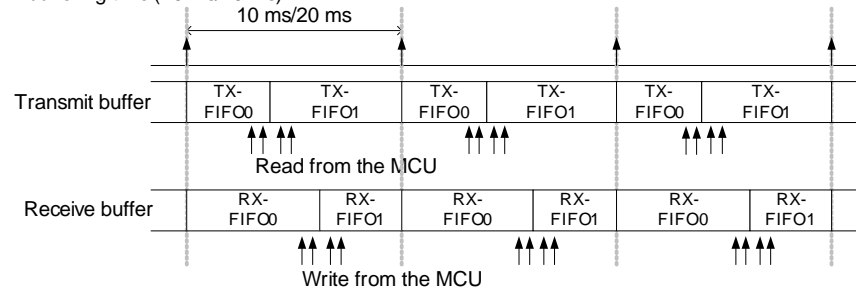 10 ms/20 ms
Transmit buffer
TX-
FIFO0
TX-
FIFO1
TX-
FIFO0
TX-
FIFO1
TX-
FIFO0
TX-
FIFO1
Read from the MCU
Receive buffer
RX-
FIFO0
RX-
FIFO1
RX-
FIFO0
RX-
FIFO1
RX-
FIFO0
RX-
FIFO1
Write from the MCU